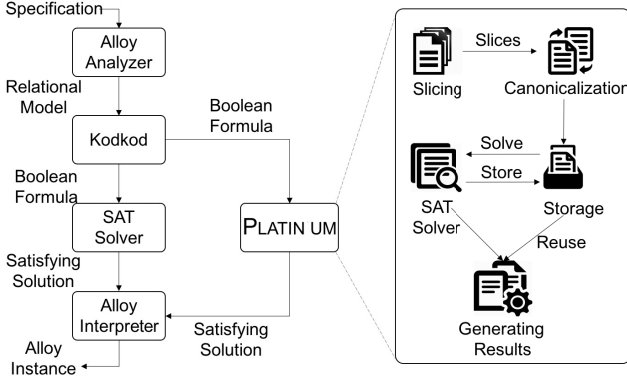 Specification
Alloy
Analyzer
Relational
Model
Boolean
Formula
Kodkod
Boolean
Formula
SAT
Solver
PLATIN UM
Satisfying
Solution
Alloy
Interpreter
Satisfying
Solution
Alloy
Instance
Slices
Slicing
Canonicalization
Solve
Store
SAT
Solver
Storage
Reuse
Generating
Results